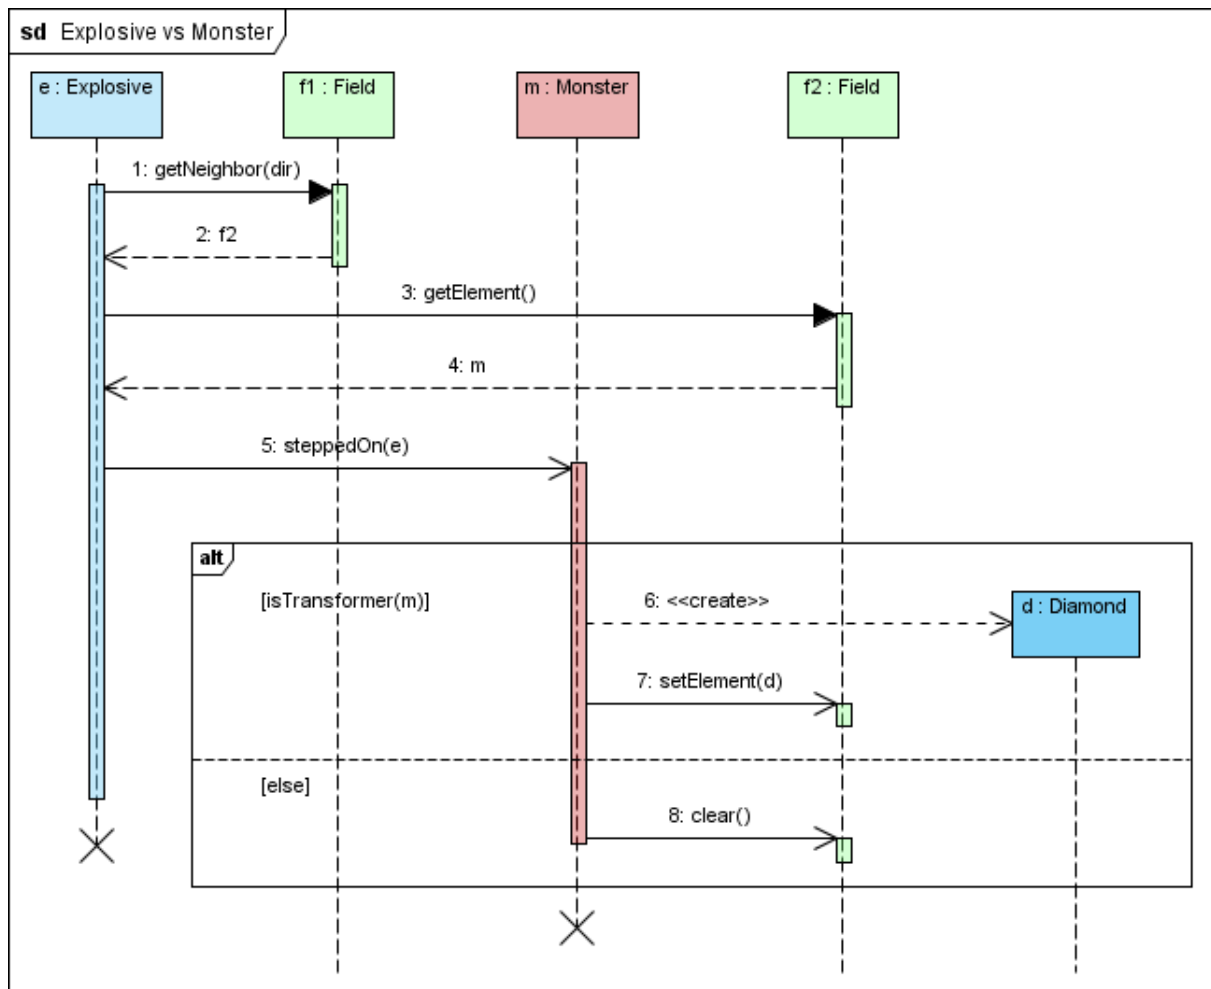 sd Explosive vs Monster
e : Explosive
f1 : Field
m : Monster
f2 : Field
1: getNeighbor(dir)
2: f2
3: getElement()
4: m
5: steppedOn(e)
alt
[isTransformer(m)]
6: <<create>>
d : Diamond
7: setElement(d)
[else]
8: clear()